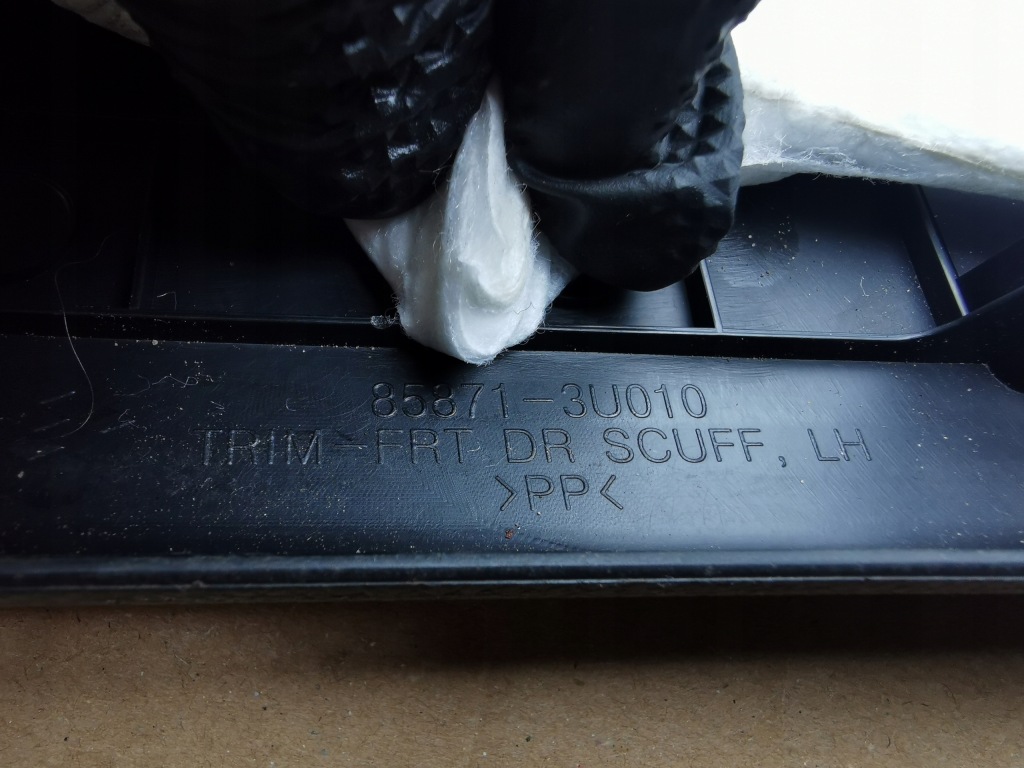 85871-3U010
TRIM-FRT DR SCUFF, LH
>PP<